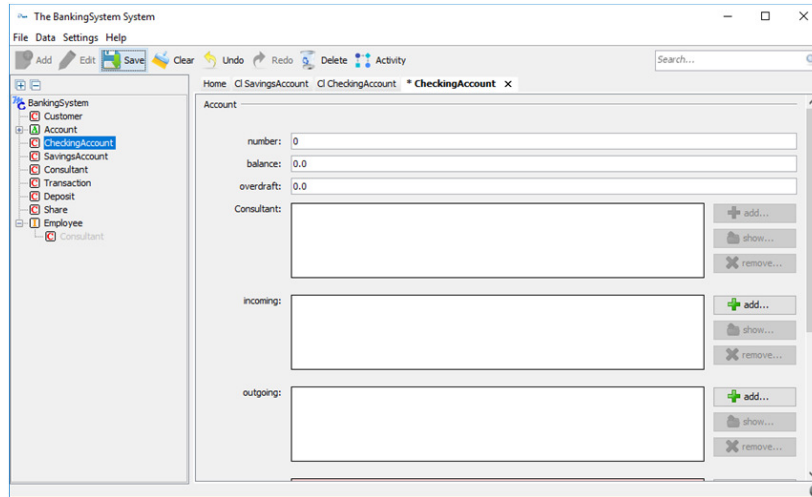 The BankingSystem System
File Data Settings Help
Add Edit Save Clear Undo Redo Delete Activity Search...
Home Cl SavingsAccount Cl CheckingAccount * CheckingAccount x
BankingSystem
C Customer
A Account
C CheckingAccount
C SavingsAccount
C Consultant
C Transaction
C Deposit
C Share
I Employee
C Consultant
Account
number: 0
balance: 0.0
overdraft: 0.0
Consultant: add...
show...
remove...
incoming: add...
show...
remove...
outgoing: add...
show...
remove...